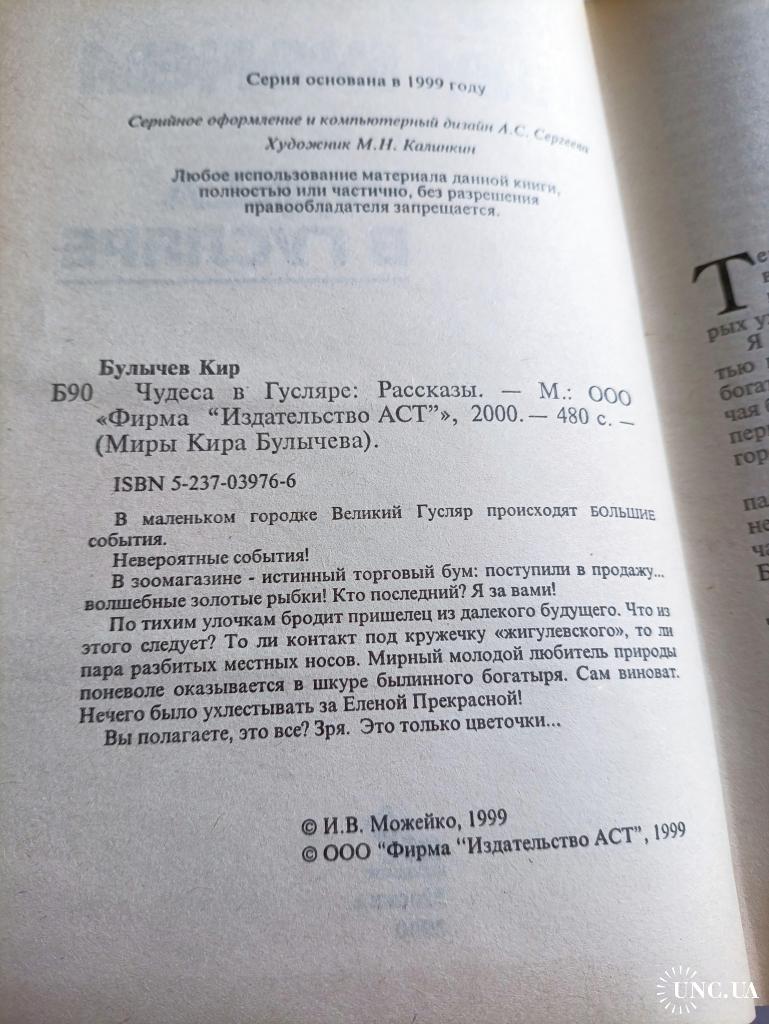 Серия основана в 1999 году
Серийное оформление и компьютерный дизайн А.С. Сергеева
Художник М.Н. Калинкин
Любое использование материала данной книги,
полностью или частично, без разрешения
правообладателя запрещается.
В ГУСЛЯРЕ
Булычев Кир
Б90 Чудеса в Гусляре: Рассказы. — М.: ООО
«Фирма “Издательство АСТ”», 2000. — 480 с. —
(Миры Кира Булычева).
ISBN 5-237-03976-6
В маленьком городке Великий Гусляр происходят БОЛЬШИЕ
события.
Невероятные события!
В зоомагазине - истинный торговый бум: поступили в продажу...
волшебные золотые рыбки! Кто последний? Я за вами!
По тихим улочкам бродит пришелец из далекого будущего. Что из
этого следует? То ли контакт под кружечку «жигулевского», то ли
пара разбитых местных носов. Мирный молодой любитель природы
поневоле оказывается в шкуре былинного богатыря. Сам виноват.
Нечего было ухлестывать за Еленой Прекрасной!
Вы полагаете, это все? Зря. Это только цветочки...
© И.В. Можейко, 1999
© ООО "Фирма “Издательство АСТ”, 1999
UNC.UA